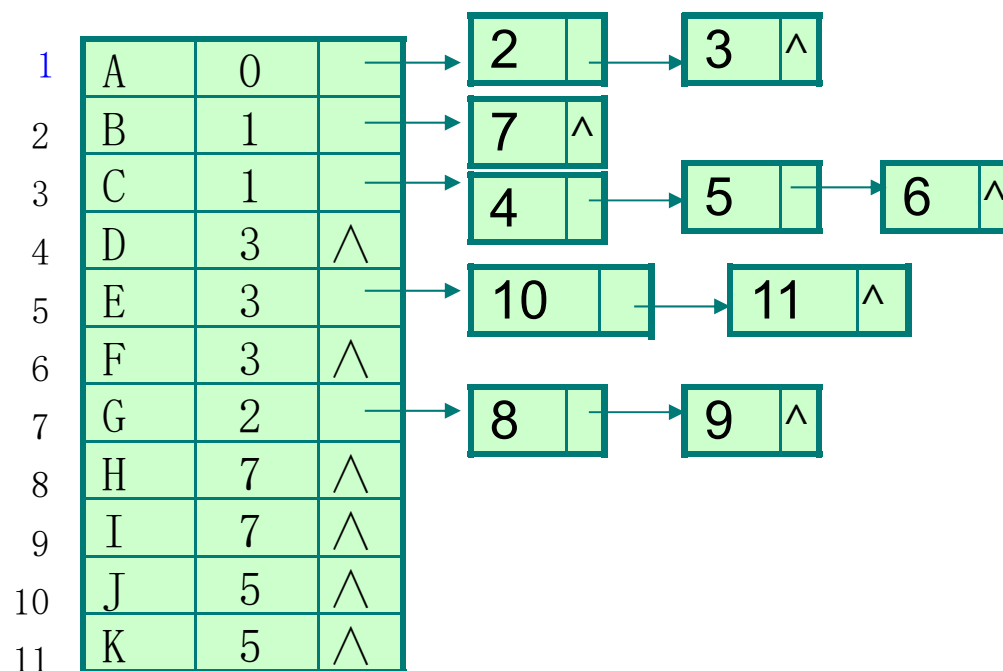 1 A 0 2 3 ^
2 B 1 7 ^
3 C 1 4 5 6 ^
4 D 3 ∧
5 E 3 10 11 ^
6 F 3 ∧
7 G 2 8 9 ^
8 H 7 ∧
9 I 7 ∧
10 J 5 ∧
11 K 5 ∧